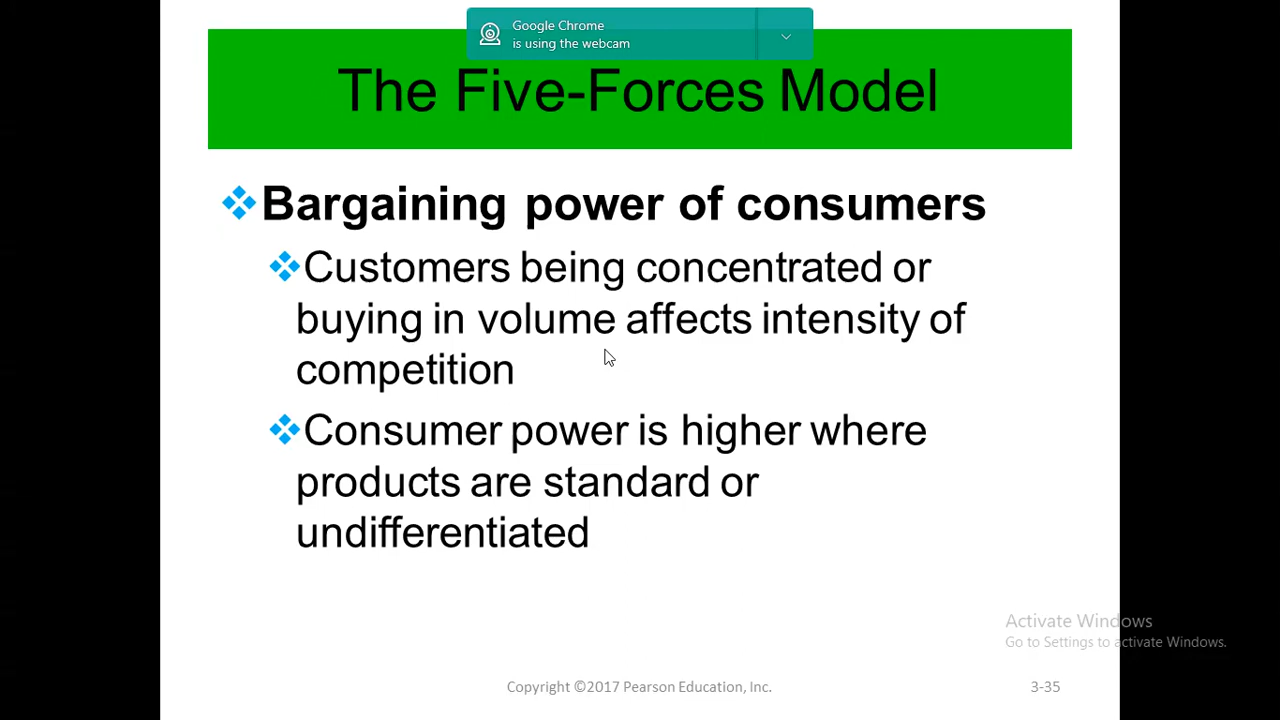 Google Chrome
is using the webcam
The Five-Forces Model
Bargaining power of consumers
Customers being concentrated or
buying in volume affects intensity of
competition
Consumer power is higher where
products are standard or
undifferentiated
Activate Windows
Go to Settings to activate Windows.
Copyright ©2017 Pearson Education, Inc.
3-35